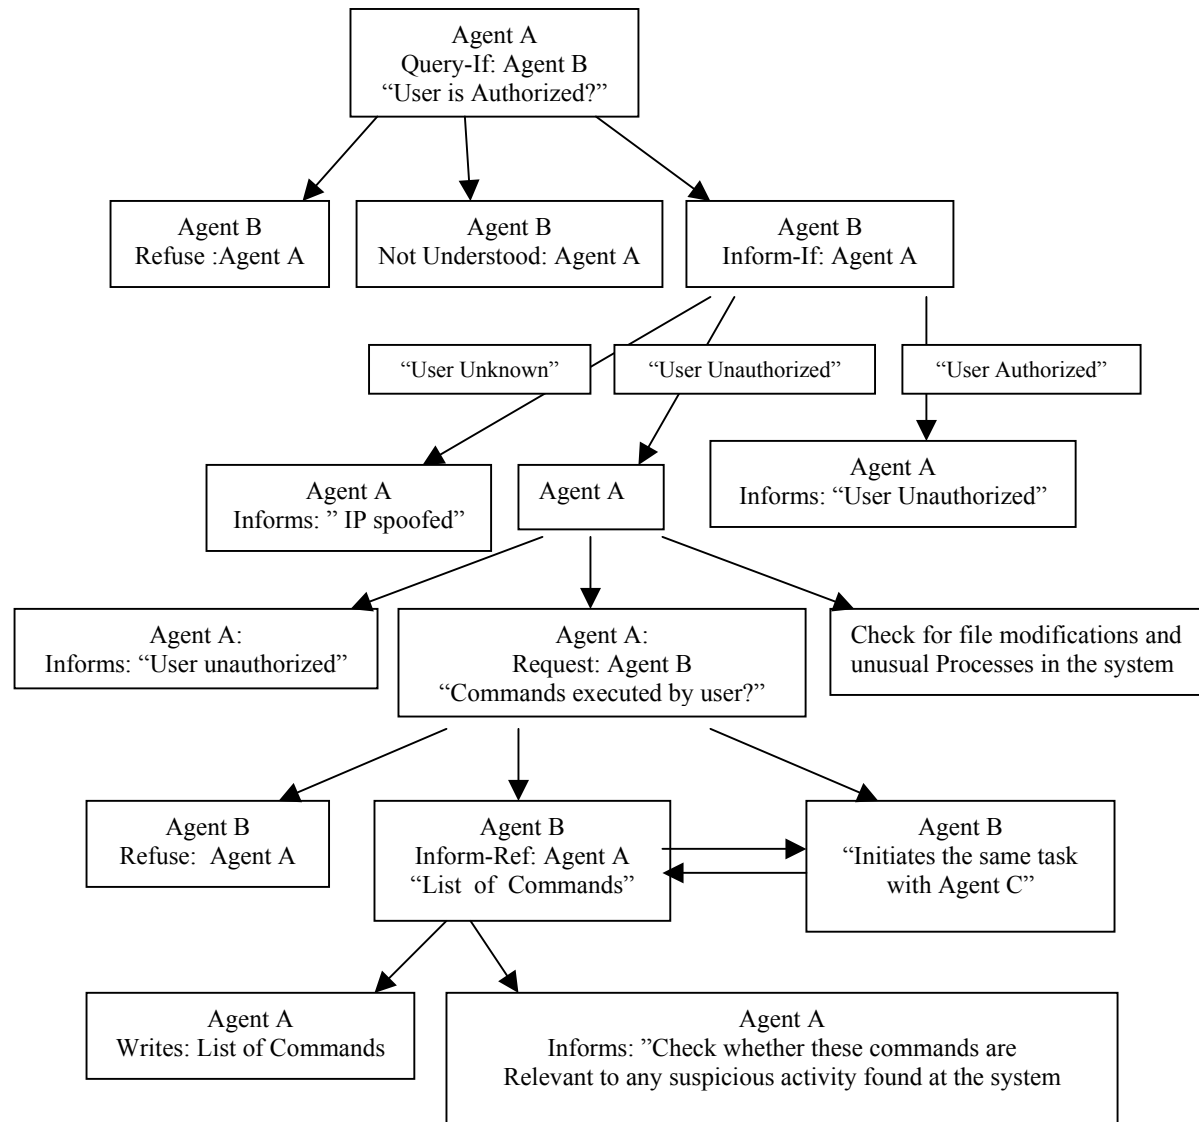 Agent A
Query-If: Agent B
“User is Authorized?”
Agent B
Refuse :Agent A
Agent B
Not Understood: Agent A
Agent B
Inform-If: Agent A
“User Unknown”
“User Unauthorized”
“User Authorized”
Agent A
Informs: ” IP spoofed”
Agent A
Agent A
Informs: “User Unauthorized”
Agent A:
Informs: “User unauthorized”
Agent A:
Request: Agent B
“Commands executed by user?”
Check for file modifications and
unusual Processes in the system
Agent B
Refuse: Agent A
Agent B
Inform-Ref: Agent A
“List of Commands”
Agent B
“Initiates the same task
with Agent C”
Agent A
Writes: List of Commands
Agent A
Informs: ”Check whether these commands are
Relevant to any suspicious activity found at the system